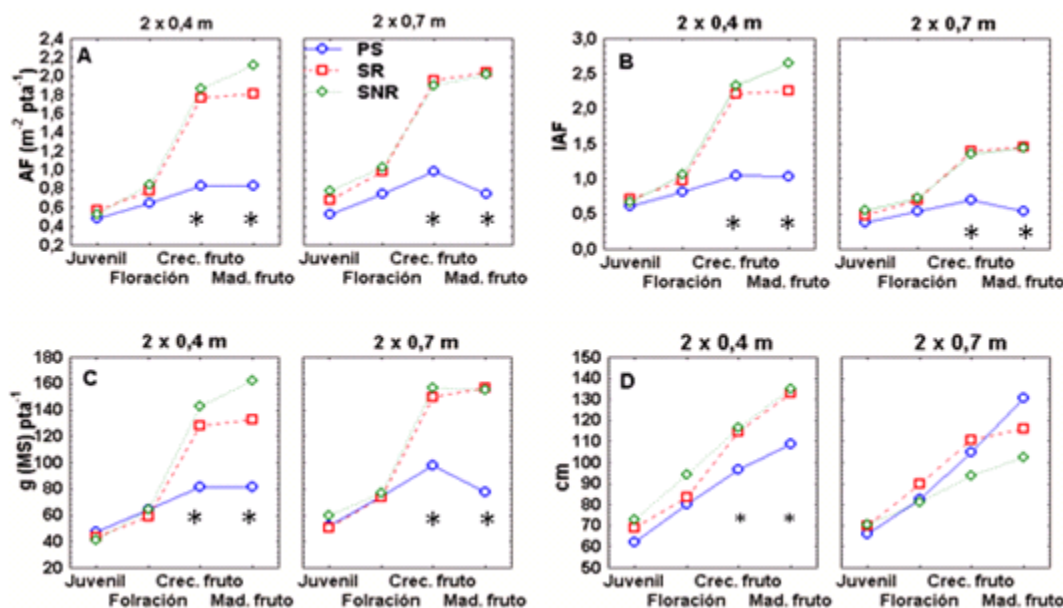 2 x 0,4 m
2 x 0,7 m
A
PS
SR
SNR
AF (m-2 pta-1)
2,4
2,2
2,0
1,8
1,6
1,4
1,2
1,0
0,8
0,6
0,4
0,2
Juvenil
Crec. fruto
Juvenil
Crec. fruto
Floración
Mad. fruto
Floración
Mad. fruto
* * * *
2 x 0,4 m
2 x 0,7 m
B
IAF
3,0
2,5
2,0
1,5
1,0
0,5
0,0
* * * *
Juvenil
Crec. fruto
Juvenil
Crec. fruto
Floración
Mad. fruto
Floración
Mad. fruto
2 x 0,4 m
2 x 0,7 m
C
g (MS) pta-1
180
160
140
120
100
80
60
40
20
* * * *
Juvenil
Crec. fruto
Juvenil
Crec. fruto
Folración
Mad. fruto
Floración
Mad. fruto
2 x 0,4 m
2 x 0,7 m
D
cm
150
140
130
120
110
100
90
80
70
60
50
* *
Juvenil
Crec. fruto
Juvenil
Crec. fruto
Floración
Mad. fruto
Floración
Mad. fruto